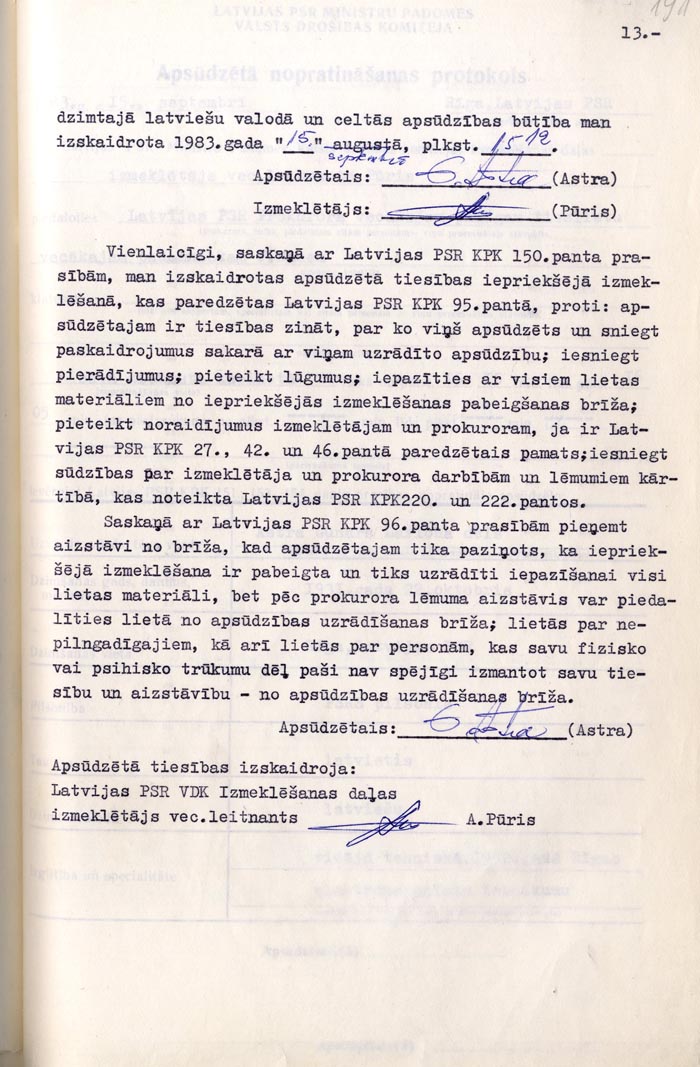 191
13.-
dzimtajā latviešu valodā un celtās apsūdzības būtība man
izskaidrota 1983.gada "15." augustā, plkst. 15 12.
septembrī
Apsūdzētais: G. Astra (Astra)
Izmeklētājs: (Pūris)
Vienlaicīgi, saskaņā ar Latvijas PSR KPK 150.panta pra-
sībām, man izskaidrotas apsūdzētā tiesības iepriekšējā izmek-
lēšanā, kas paredzētas Latvijas PSR KPK 95.pantā, proti: ap-
sūdzētajam ir tiesības zināt, par ko viņš apsūdzēts un sniegt
paskaidrojumus sakarā ar viņam uzrādīto apsūdzību; iesniegt
pierādījumus; pieteikt lūgumus; iepazīties ar visiem lietas
materiāliem no iepriekšējās izmeklēšanas pabeigšanas brīža;
pieteikt noraidījumus izmeklētājam un prokuroram, ja ir Lat-
vijas PSR KPK 27., 42. un 46.pantā paredzētais pamats;iesniegt
sūdzības par izmeklētāja un prokurora darbībām un lēmumiem kār-
tībā, kas noteikta Latvijas PSR KPK220. un 222.pantos.
Saskaņā ar Latvijas PSR KPK 96.panta prasībām pieņemt
aizstāvi no brīža, kad apsūdzētajam tika paziņots, ka iepriek-
šējā izmeklēšana ir pabeigta un tiks uzrādīti iepazīšanai visi
lietas materiāli, bet pēc prokurora lēmuma aizstāvis var pieda-
līties lietā no apsūdzības uzrādīšanas brīža; lietās par ne-
pilngadīgajiem, kā arī lietās par personām, kas savu fizisko
vai psihisko trūkumu dēļ paši nav spējīgi izmantot savu tie-
sību un aizstāvību - no apsūdzības uzrādīšanas brīža.
Apsūdzētais: G. Astra (Astra)
Apsūdzētā tiesības izskaidroja:
Latvijas PSR VDK Izmeklēšanas daļas
izmeklētājs vec.leitnants A.Pūris